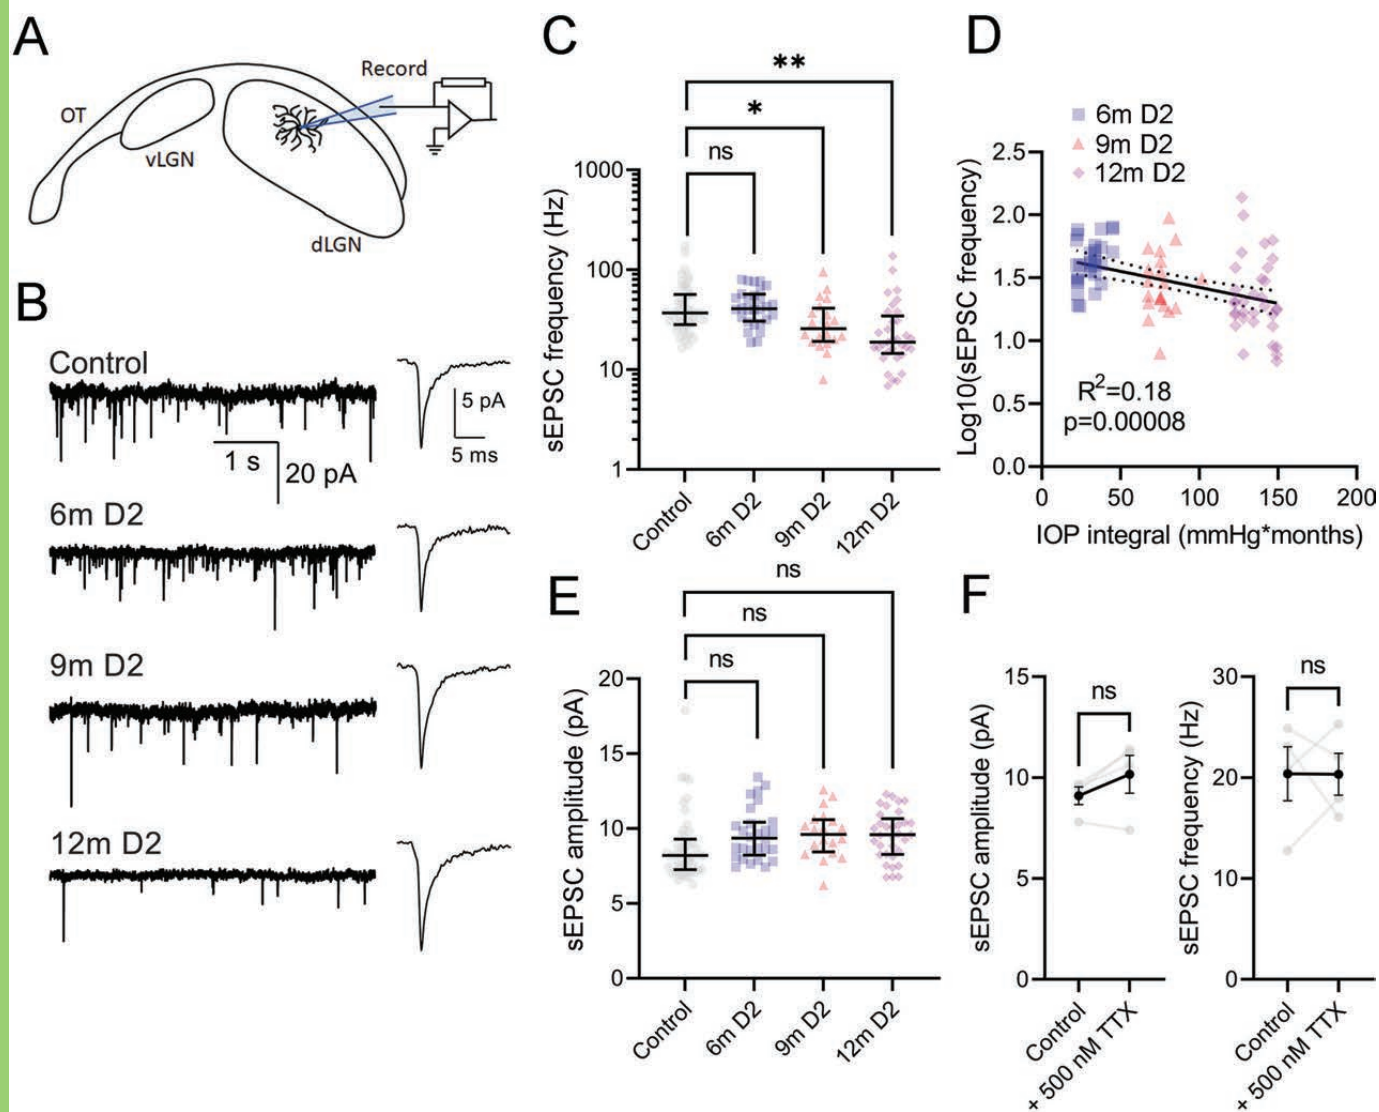 A
OT
vLGN
dLGN
Record
B
Control
5 pA
5 ms
1 s
20 pA
6m D2
9m D2
12m D2
C
**
*
ns
sEPSC frequency (Hz)
1000
100
10
1
Control
6m D2
9m D2
12m D2
D
6m D2
9m D2
12m D2
Log10(sEPSC frequency)
2.5
2.0
1.5
1.0
0.5
0.0
R²=0.18
p=0.00008
0 50 100 150 200
IOP integral (mmHg*months)
E
ns
ns
ns
sEPSC amplitude (pA)
20
15
10
5
0
Control
6m D2
9m D2
12m D2
F
ns
sEPSC amplitude (pA)
15
10
5
0
Control
+ 500 nM TTX
ns
sEPSC frequency (Hz)
30
20
10
0
Control
+ 500 nM TTX